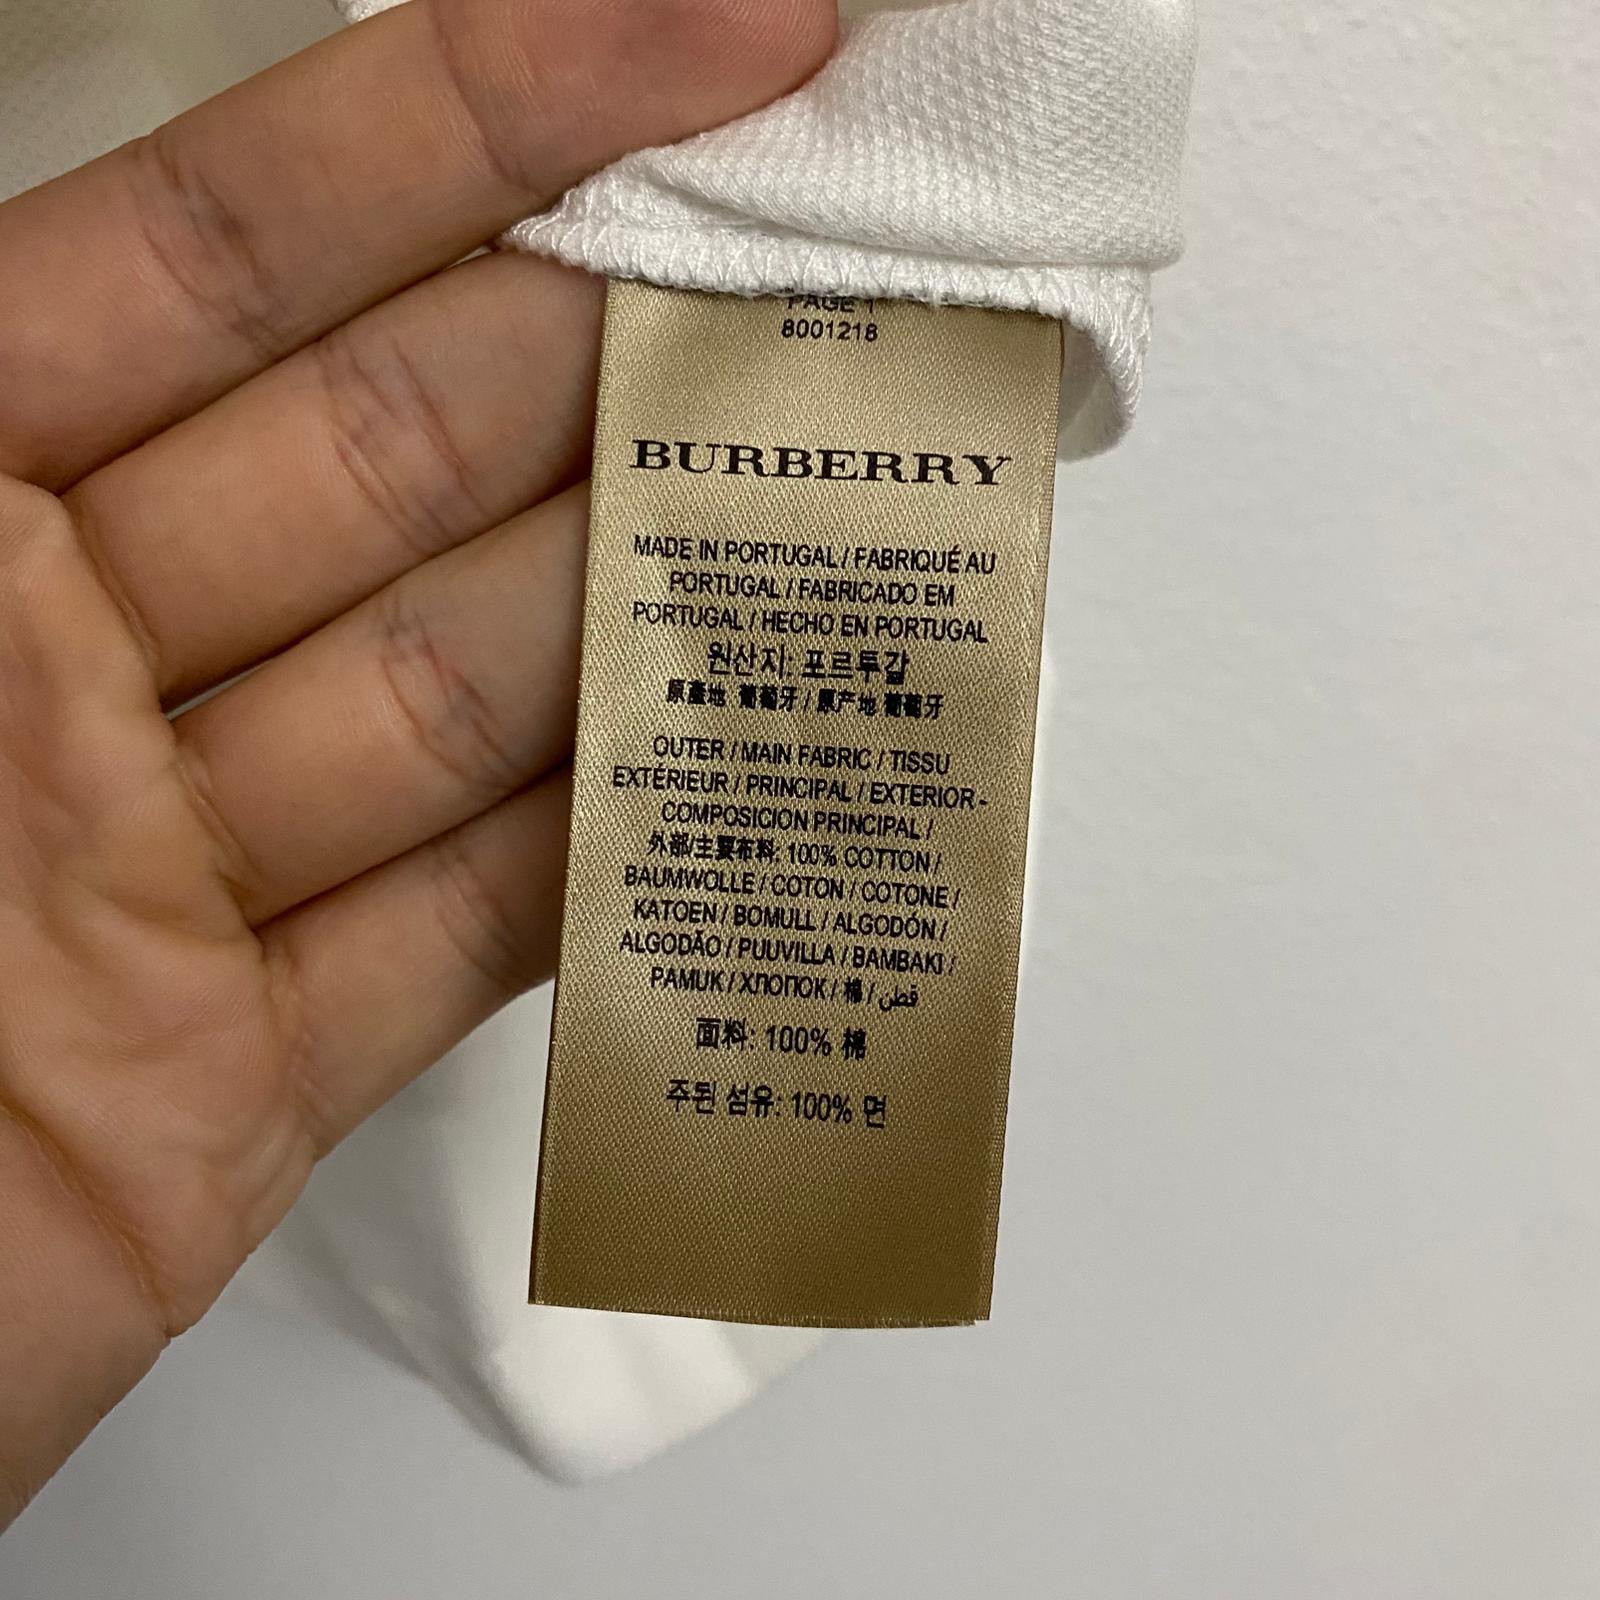 PAGE 1
8001218
BURBERRY
MADE IN PORTUGAL / FABRIQUÉ AU
PORTUGAL / FABRICADO EM
PORTUGAL / HECHO EN PORTUGAL
원산지: 포르투갈
原產地 葡萄牙 / 原产地 葡萄牙
OUTER / MAIN FABRIC / TISSU
EXTÉRIEUR / PRINCIPAL / EXTERIOR -
COMPOSICION PRINCIPAL /
外部/主要布料: 100% COTTON /
BAUMWOLLE / COTON / COTONE /
KATOEN / BOMULL / ALGODÓN /
ALGODÃO / PUUVILLA / BAMBAKI /
PAMUK / ХЛОПОК / 棉 / قطن
面料: 100% 棉
주된 섬유: 100% 면